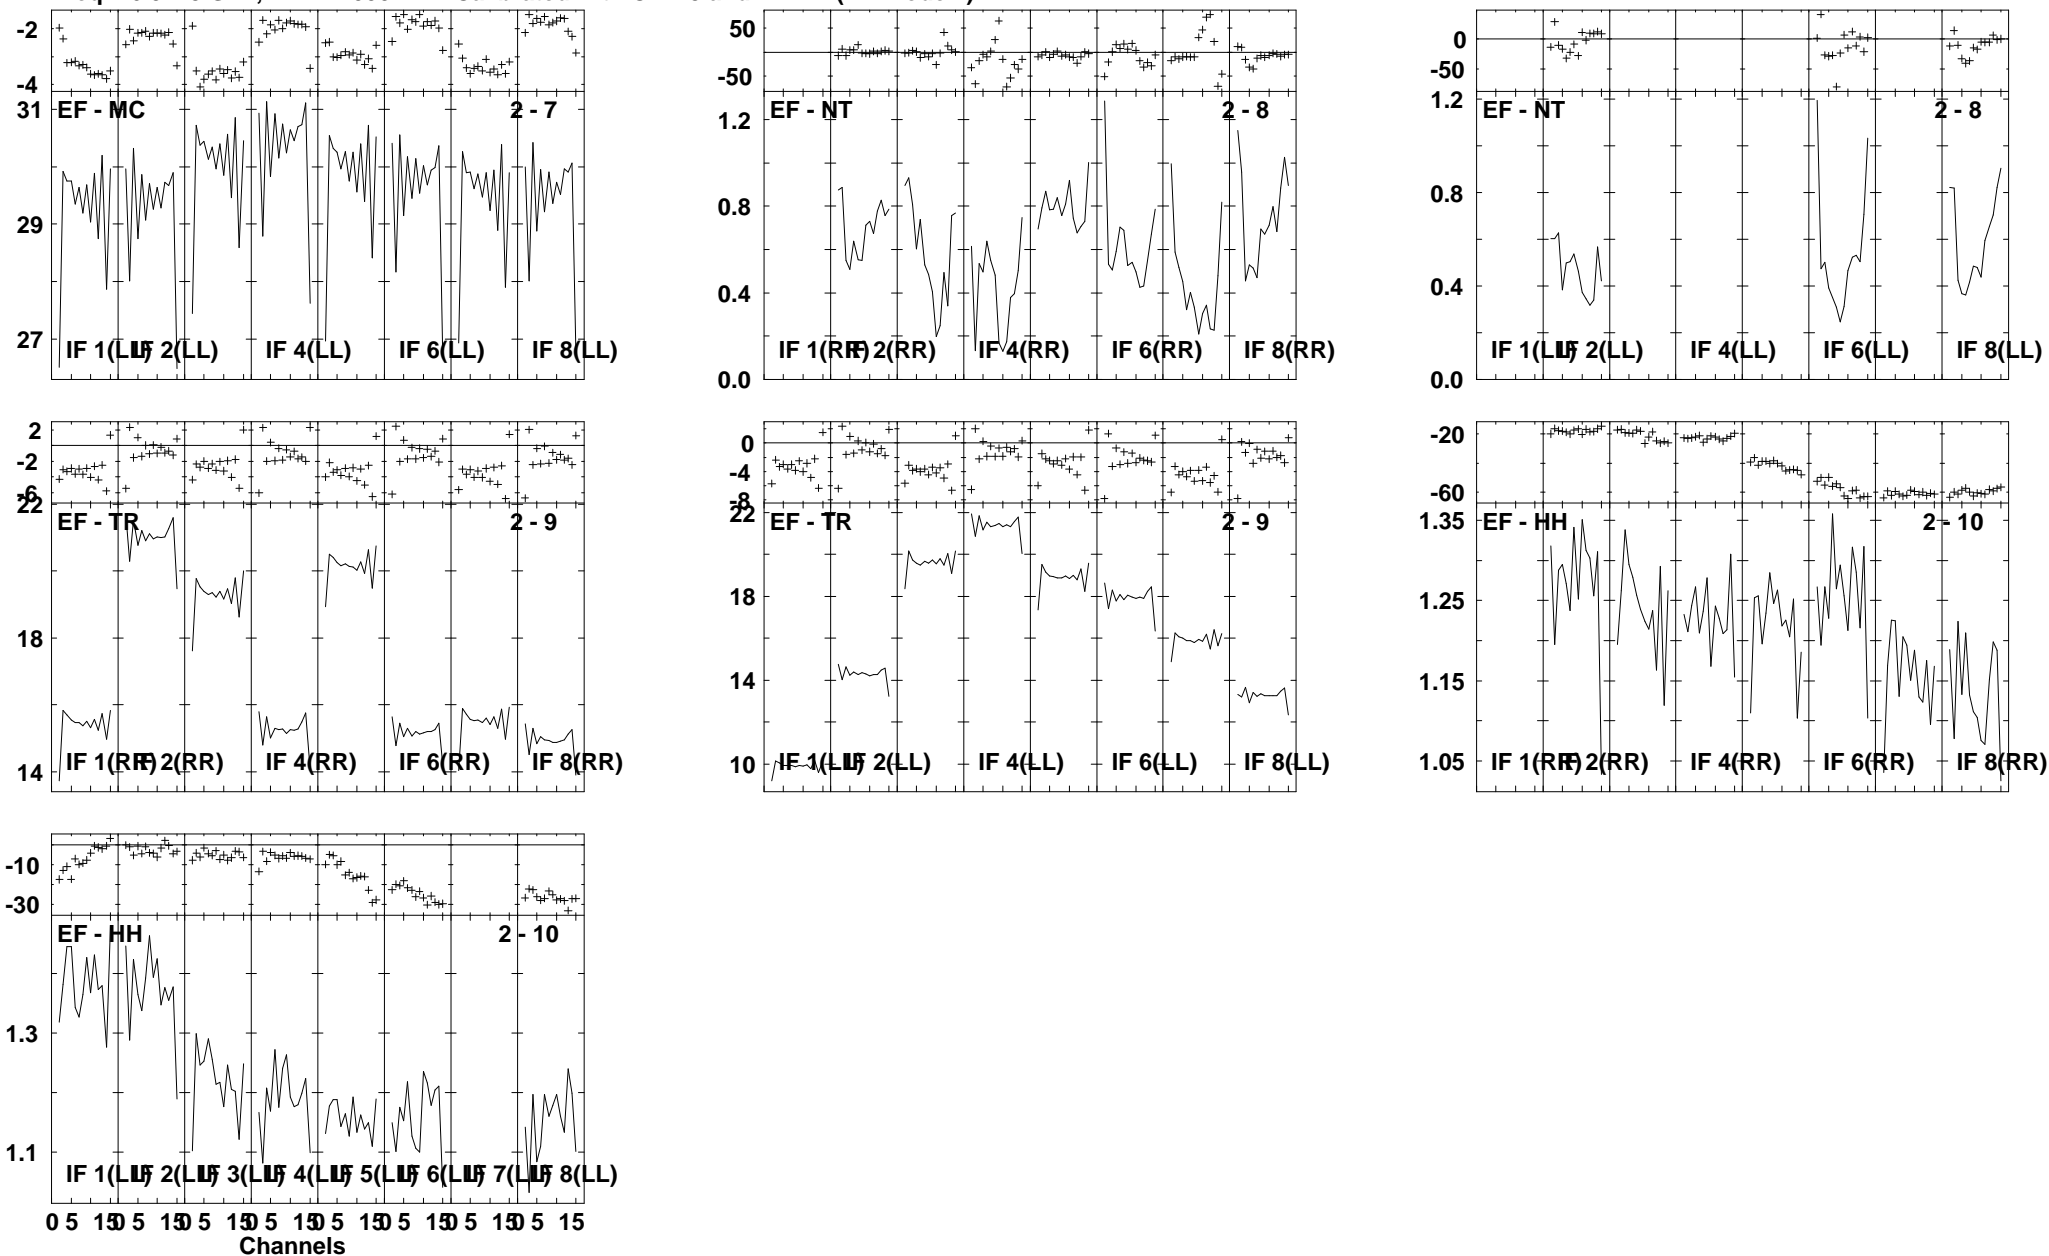 -2
-4
31
29
27
EF - MC 2 - 7
IF 1(LL) IF 2(LL) IF 4(LL) IF 6(LL) IF 8(LL)
50
-50
1.2
0.8
0.4
0.0
EF - NT 2 - 8
IF 1(RR) IF 2(RR) IF 4(RR) IF 6(RR) IF 8(RR)
0
-50
1.2
0.8
0.4
0.0
EF - NT 2 - 8
IF 1(LL) IF 2(LL) IF 4(LL) IF 6(LL) IF 8(LL)
2
-2
-6
22
18
14
EF - TR 2 - 9
IF 1(RR) IF 2(RR) IF 4(RR) IF 6(RR) IF 8(RR)
0
-4
-8
22
18
14
10
EF - TR 2 - 9
IF 1(LL) IF 2(LL) IF 4(LL) IF 6(LL) IF 8(LL)
-20
-60
1.35
1.25
1.15
1.05
EF - HH 2 - 10
IF 1(RR) IF 2(RR) IF 4(RR) IF 6(RR) IF 8(RR)
-10
-30
1.3
1.1
EF - HH 2 - 10
IF 1(LL) IF 2(LL) IF 3(LL) IF 4(LL) IF 5(LL) IF 6(LL) IF 7(LL) IF 8(LL)
0 5 15 0 5 15 0 5 15 0 5 15 0 5 15
Channels